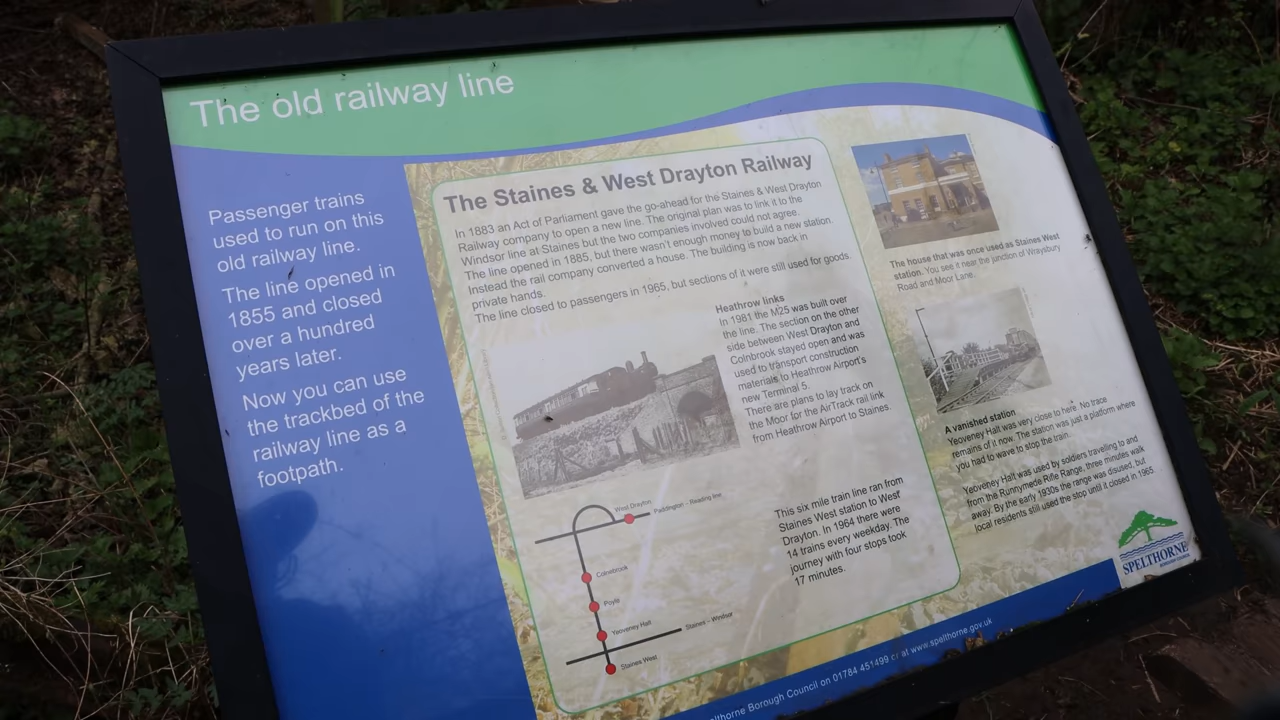 The old railway line
Passenger trains
used to run on this
old railway line.
The line opened in
1855 and closed
over a hundred
years later.
Now you can use
the trackbed of the
railway line as a
footpath.
The Staines & West Drayton Railway
In 1883 an Act of Parliament gave the go-ahead for the Staines & West Drayton
Railway company to open a new line. The original plan was to link it to the
Windsor line at Staines but the two companies involved could not agree.
The line opened in 1885, but there wasn't enough money to build a new station.
Instead the rail company converted a house. The building is now back in
private hands.
The line closed to passengers in 1965, but sections of it were still used for goods.
Heathrow links
In 1981 the M25 was built over
the line. The section on the other
side between West Drayton and
Colnbrook stayed open and was
used to transport construction
materials to Heathrow Airport's
new Terminal 5.
There are plans to lay track on
the Moor for the AirTrack rail link
from Heathrow Airport to Staines.
West Drayton
Paddington - Reading line
Colnbrook
Poyle
Yeoveney Halt
Staines - Windsor
Staines West
This six mile train line ran from
Staines West station to West
Drayton. In 1964 there were
14 trains every weekday. The
journey with four stops took
17 minutes.
The house that was once used as Staines West
station. You see it near the junction of Wraysbury
Road and Moor Lane.
A vanished station
Yeoveney Halt was very close to here. No trace
remains of it now. The station was just a platform where
you had to wave to stop the train.
Yeoveney Halt was used by soldiers travelling to and
from the Runnymede Rifle Range, three minutes walk
away. By the early 1930s the range was disused, but
local residents still used the stop until it closed in 1965
SPELTHORNE
BOROUGH COUNCIL
Borough Council on 01784 451499 or at www.spelthorne.gov.uk